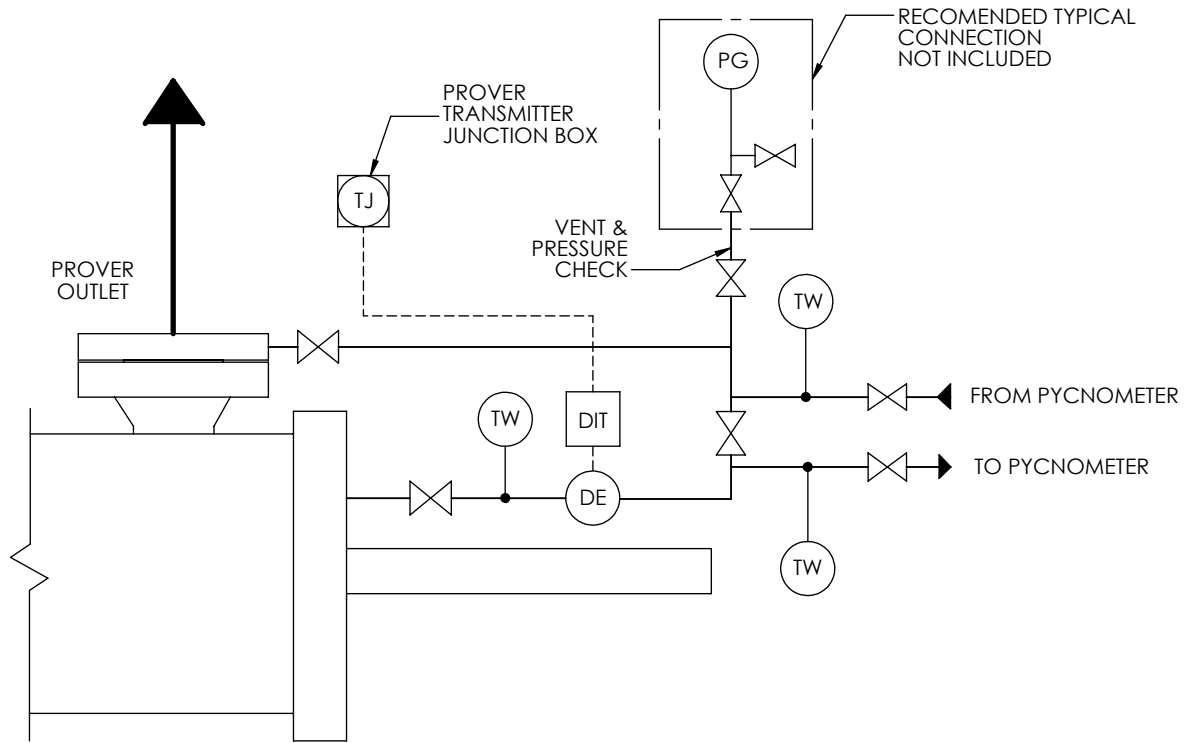 RECOMENDED TYPICAL
CONNECTION
NOT INCLUDED
PG
PROVER
TRANSMITTER
JUNCTION BOX
TJ
VENT &
PRESSURE
CHECK
PROVER
OUTLET
TW
FROM PYCNOMETER
TW
DIT
TO PYCNOMETER
DE
TW